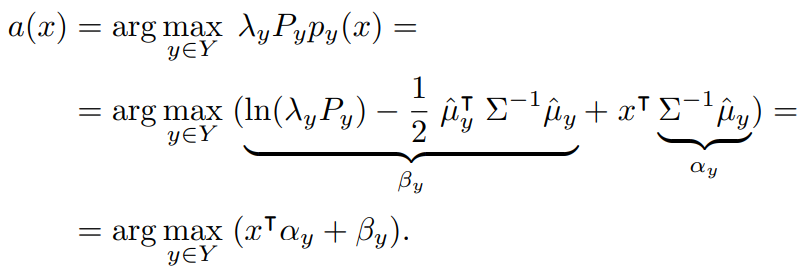 a(x) = arg max_{y∈Y} λ_y P_y p_y(x) =
= arg max_{y∈Y} (ln(λ_y P_y) − 1/2 μ̂_y^⊺ Σ^{−1} μ̂_y + x^⊺ Σ^{−1} μ̂_y) =
β_y α_y
= arg max_{y∈Y} (x^⊺ α_y + β_y).